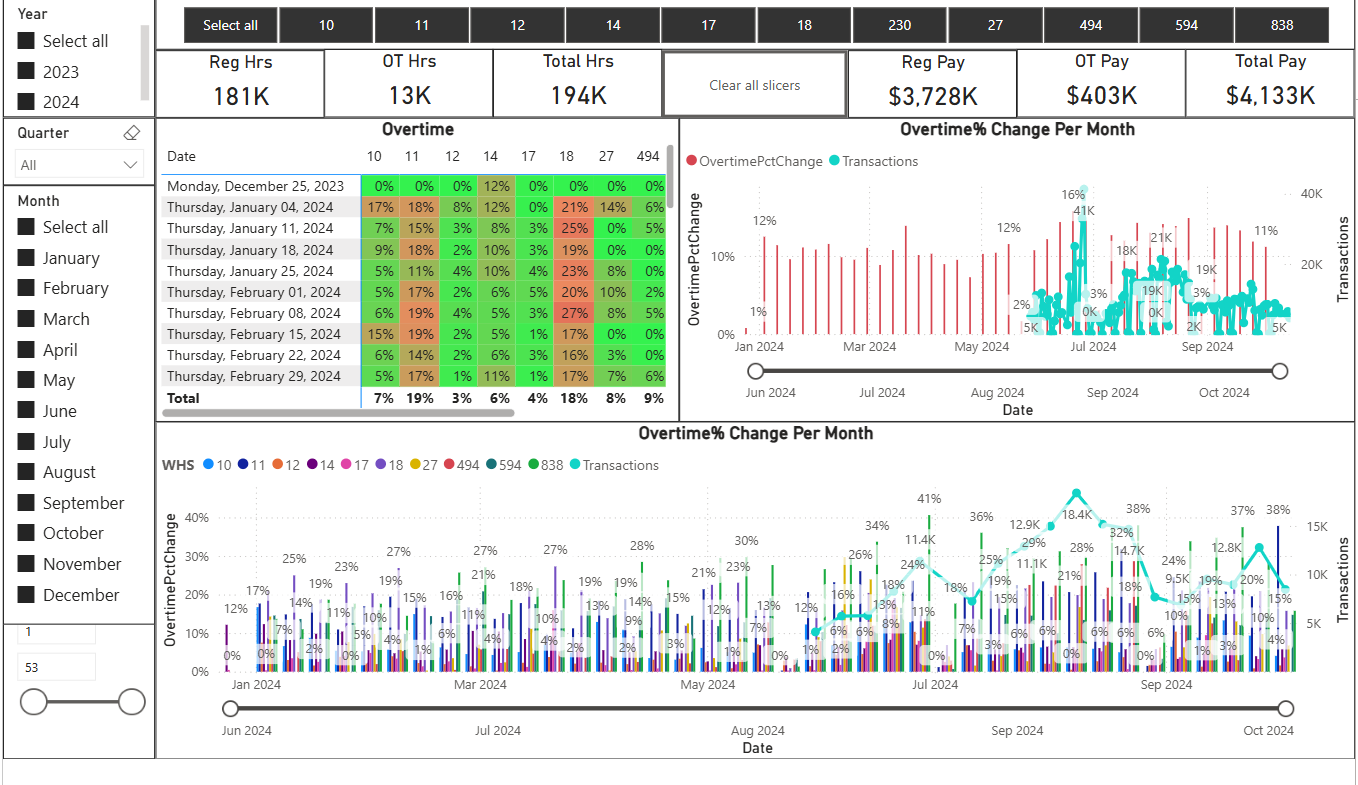 Year
Select all
2023
2024
Quarter
All
Month
Select all
January
February
March
April
May
June
July
August
September
October
November
December
1
53
Select all 10 11 12 14 17 18 230 27 494 594 838
Reg Hrs
181K
OT Hrs
13K
Total Hrs
194K
Clear all slicers
Reg Pay
$3,728K
OT Pay
$403K
Total Pay
$4,133K
Overtime
Date 10 11 12 14 17 18 27 494
Monday, December 25, 2023 0% 0% 0% 12% 0% 0% 0% 0%
Thursday, January 04, 2024 17% 18% 8% 12% 0% 21% 14% 6%
Thursday, January 11, 2024 7% 15% 3% 8% 3% 25% 0% 5%
Thursday, January 18, 2024 9% 18% 2% 10% 3% 19% 0% 0%
Thursday, January 25, 2024 5% 11% 4% 10% 4% 23% 8% 0%
Thursday, February 01, 2024 5% 17% 2% 6% 5% 20% 10% 2%
Thursday, February 08, 2024 6% 19% 4% 5% 3% 27% 8% 5%
Thursday, February 15, 2024 15% 19% 2% 5% 1% 17% 0% 0%
Thursday, February 22, 2024 6% 14% 2% 6% 3% 16% 3% 0%
Thursday, February 29, 2024 5% 17% 1% 11% 1% 17% 7% 6%
Total 7% 19% 3% 6% 4% 18% 8% 9%
Overtime% Change Per Month
OvertimePctChange Transactions
OvertimePctChange
10%
0%
12% 1% 12% 2% 5K 16% 41K 3% 0K 18K 21K 19K 0K 19K 3% 2K 11% 5K
40K
20K
Transactions
Jan 2024 Mar 2024 May 2024 Jul 2024 Sep 2024
Jun 2024 Jul 2024 Aug 2024 Sep 2024 Oct 2024
Date
Overtime% Change Per Month
WHS 10 11 12 14 17 18 27 494 594 838 Transactions
OvertimePctChange
40%
30%
20%
10%
0%
41% 38% 37% 38%
36% 34% 18.4K 12.9K 11.4K 32% 14.7K 12.8K
25% 23% 27% 27% 27% 28% 30% 26% 25% 29% 11.1K 28% 24%
17% 19% 19% 21% 18% 19% 19% 21% 23% 24% 18% 18% 19% 21% 18% 19% 20%
12% 14% 11% 10% 15% 16% 11% 13% 14% 15% 12% 13% 12% 16% 13% 11% 15% 15% 13% 15%
7% 5% 4% 6% 4% 10% 9% 7% 6% 6% 8% 7% 6% 6% 6% 6% 6% 10% 10%
0% 0% 2% 0% 1% 4% 2% 2% 3% 1% 0% 1% 2% 0% 3% 0% 0% 1% 3% 4%
15K
10K
5K
Transactions
Jan 2024 Mar 2024 May 2024 Jul 2024 Sep 2024
Jun 2024 Jul 2024 Aug 2024 Sep 2024 Oct 2024
Date